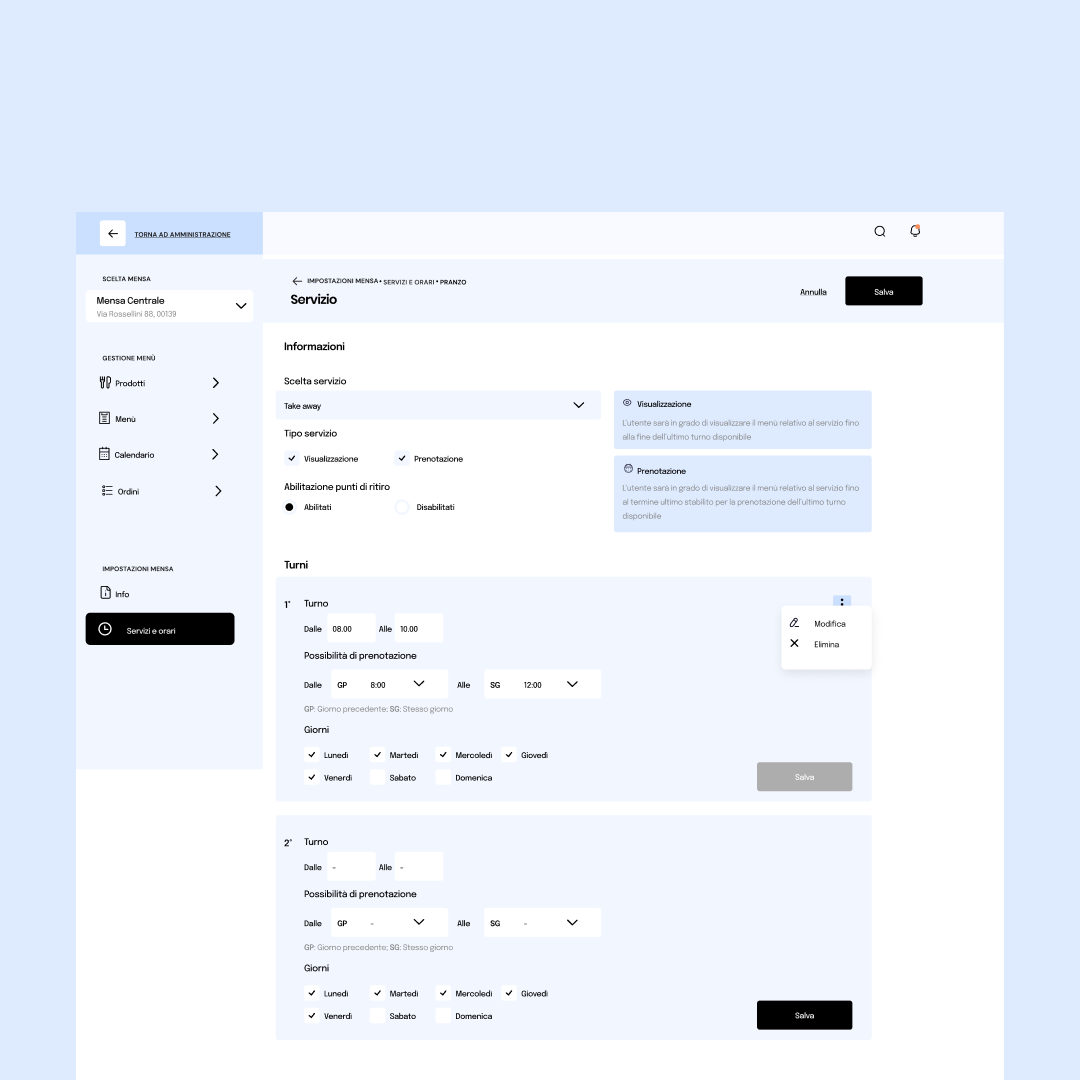 TORNA AD AMMINISTRAZIONE
SCELTA MENSA
Mensa Centrale
Via Rossellini 88, 00139
GESTIONE MENÙ
Prodotti
Menù
Calendario
Ordini
IMPOSTAZIONI MENSA
Info
Servizi e orari
IMPOSTAZIONI MENSA • SERVIZI E ORARI • PRANZO
Servizio
Annulla
Salva
Informazioni
Scelta servizio
Take away
Tipo servizio
Visualizzazione
Prenotazione
Abilitazione punti di ritiro
Abilitati
Disabilitati
Visualizzazione
L'utente sarà in grado di visualizzare il menù relativo al servizio fino
alla fine dell'ultimo turno disponibile
Prenotazione
L'utente sarà in grado di visualizzare il menù relativo al servizio fino
al termine ultimo stabilito per la prenotazione dell'ultimo turno
disponibile
Turni
1° Turno
Dalle 08.00 Alle 10.00
Modifica
Elimina
Possibilità di prenotazione
Dalle GP 8:00 Alle SG 12:00
GP: Giorno precedente; SG: Stesso giorno
Giorni
Lunedì Martedì Mercoledì Giovedì
Venerdì Sabato Domenica
Salva
2° Turno
Dalle - Alle -
Possibilità di prenotazione
Dalle GP - Alle SG -
GP: Giorno precedente; SG: Stesso giorno
Giorni
Lunedì Martedì Mercoledì Giovedì
Venerdì Sabato Domenica
Salva